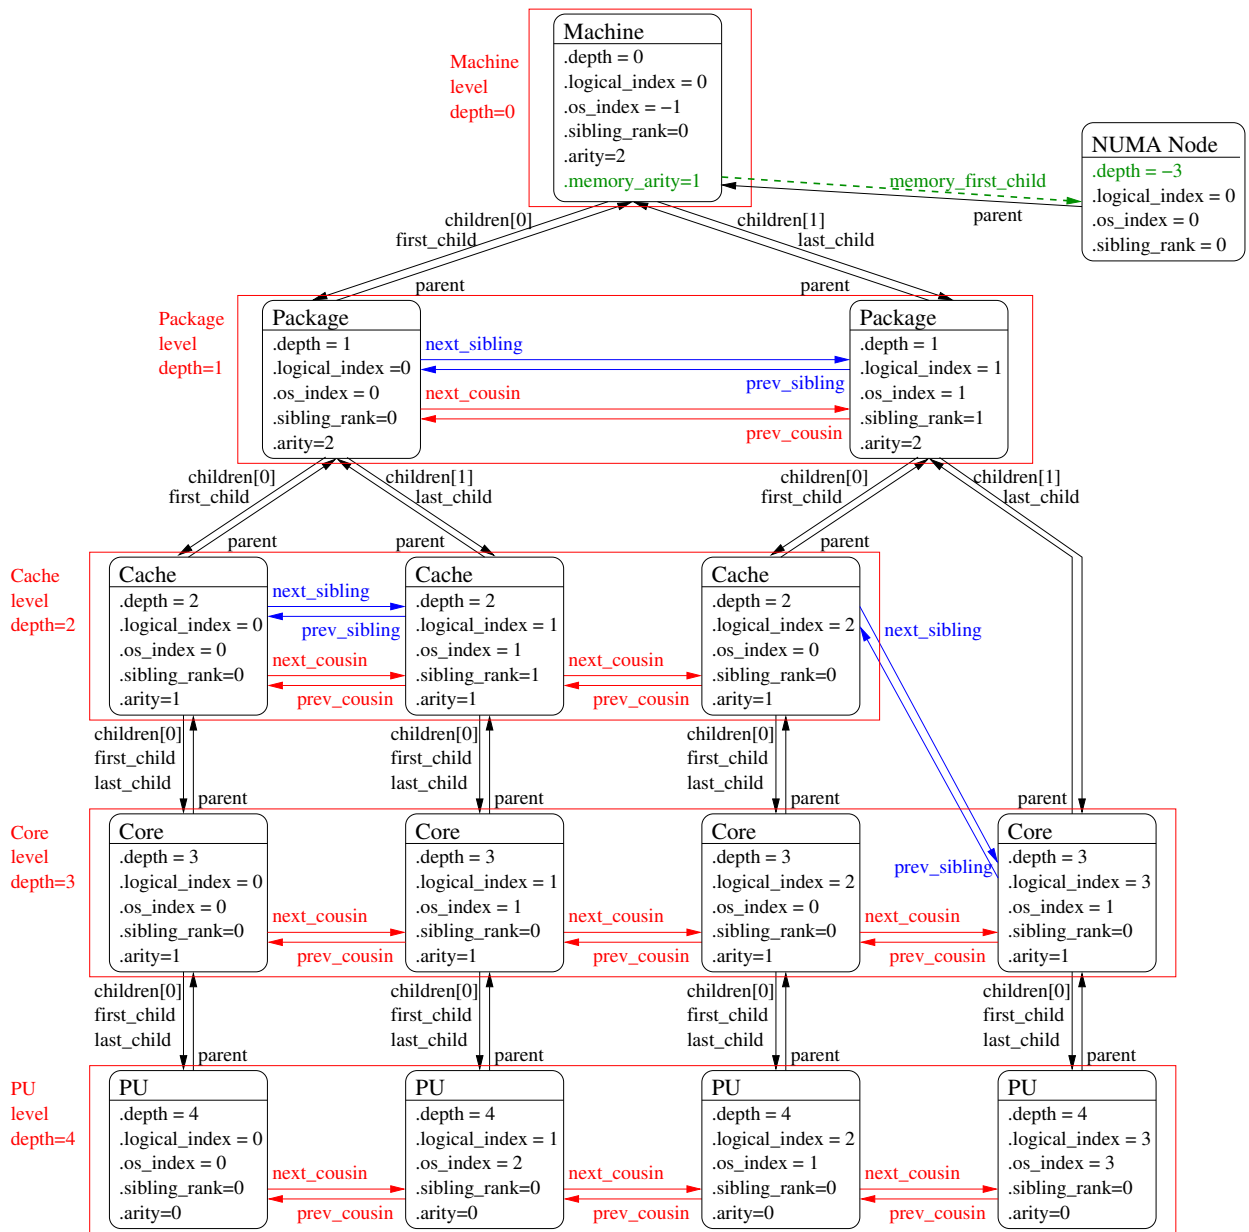 Machine
.depth = 0
.logical_index = 0
.os_index = −1
.sibling_rank=0
.arity=2
.memory_arity=1
Machine
level
depth=0
NUMA Node
.depth = −3
.logical_index = 0
.os_index = 0
.sibling_rank = 0
memory_first_child
parent
children[0]
first_child
children[1]
last_child
parent
parent
Package
level
depth=1
Package
.depth = 1
.logical_index =0
.os_index = 0
.sibling_rank=0
.arity=2
next_sibling
prev_sibling
next_cousin
prev_cousin
Package
.depth = 1
.logical_index = 1
.os_index = 1
.sibling_rank=1
.arity=2
children[0]
first_child
children[1]
last_child
children[0]
first_child
children[1]
last_child
parent
parent
parent
Cache
level
depth=2
Cache
.depth = 2
.logical_index = 0
.os_index = 0
.sibling_rank=0
.arity=1
next_sibling
prev_sibling
next_cousin
prev_cousin
Cache
.depth = 2
.logical_index = 1
.os_index = 1
.sibling_rank=1
.arity=1
next_cousin
prev_cousin
Cache
.depth = 2
.logical_index = 2
.os_index = 0
.sibling_rank=0
.arity=1
next_sibling
prev_sibling
children[0]
first_child
last_child
parent
children[0]
first_child
last_child
parent
children[0]
first_child
last_child
parent
parent
Core
level
depth=3
Core
.depth = 3
.logical_index = 0
.os_index = 0
.sibling_rank=0
.arity=1
next_cousin
prev_cousin
Core
.depth = 3
.logical_index = 1
.os_index = 1
.sibling_rank=0
.arity=1
next_cousin
prev_cousin
Core
.depth = 3
.logical_index = 2
.os_index = 0
.sibling_rank=0
.arity=1
next_cousin
prev_cousin
Core
.depth = 3
.logical_index = 3
.os_index = 1
.sibling_rank=0
.arity=1
children[0]
first_child
last_child
parent
children[0]
first_child
last_child
parent
children[0]
first_child
last_child
parent
children[0]
first_child
last_child
parent
PU
level
depth=4
PU
.depth = 4
.logical_index = 0
.os_index = 0
.sibling_rank=0
.arity=0
next_cousin
prev_cousin
PU
.depth = 4
.logical_index = 1
.os_index = 2
.sibling_rank=0
.arity=0
next_cousin
prev_cousin
PU
.depth = 4
.logical_index = 2
.os_index = 1
.sibling_rank=0
.arity=0
next_cousin
prev_cousin
PU
.depth = 4
.logical_index = 3
.os_index = 3
.sibling_rank=0
.arity=0